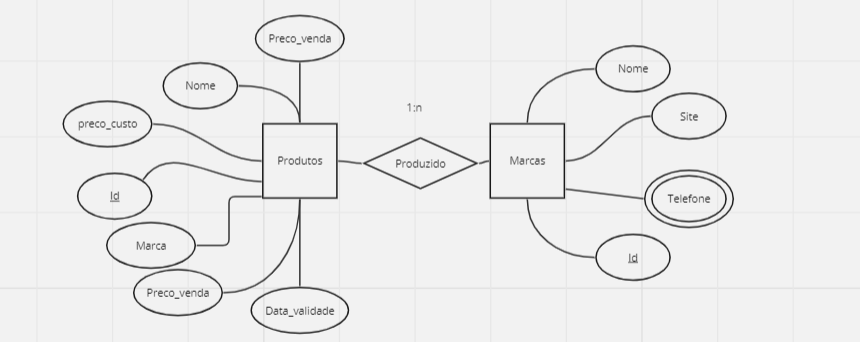 Preco_venda
Nome
preco_custo
Id
Marca
Preco_venda
Data_validade
Produtos
1:n
Produzido
Marcas
Nome
Site
Telefone
Id